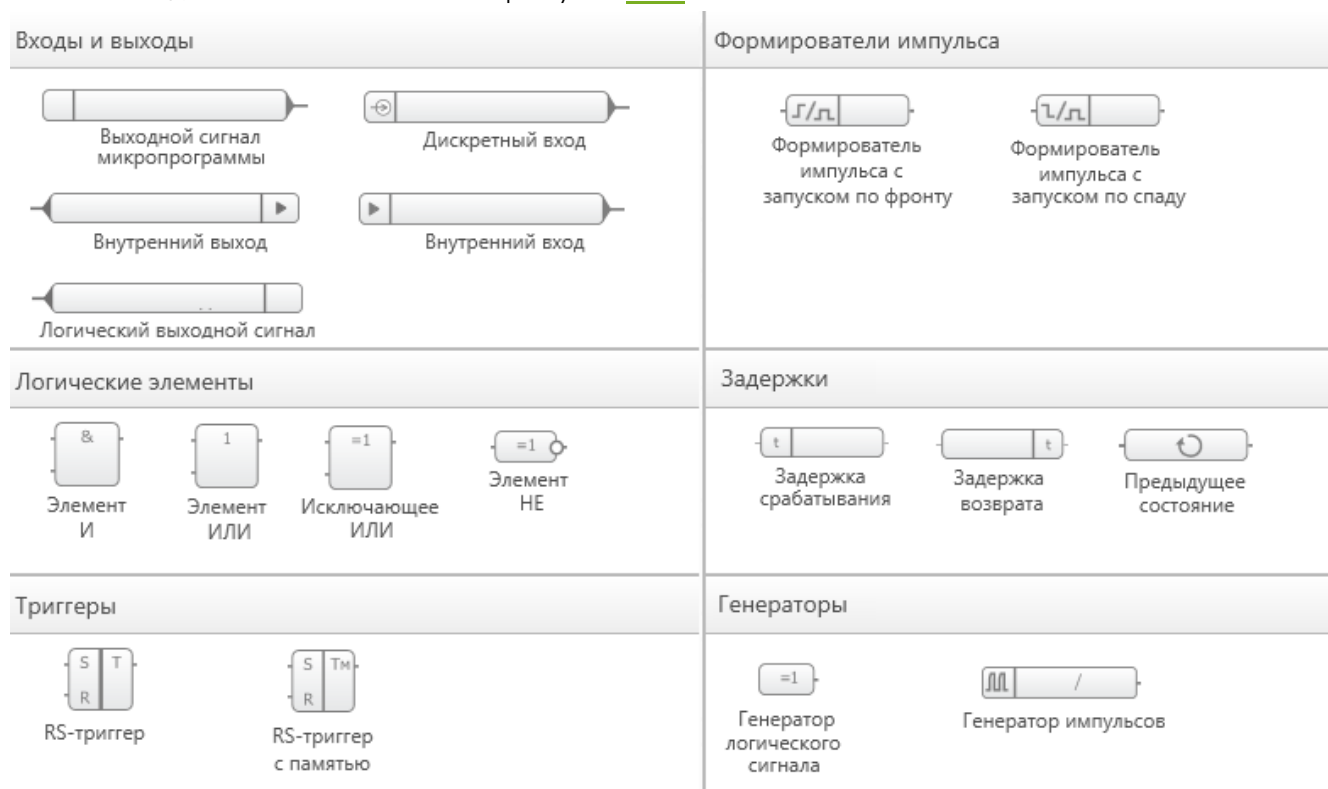 Входы и выходы
Выходной сигнал
микропрограммы
Дискретный вход
Внутренний выход
Внутренний вход
Логический выходной сигнал
Формирователи импульса
Формирователь
импульса с
запуском по фронту
Формирователь
импульса с
запуском по спаду
Логические элементы
&
Элемент
И
1
Элемент
ИЛИ
=1
Исключающее
ИЛИ
=1
Элемент
НЕ
Задержки
t
Задержка
срабатывания
t
Задержка
возврата
Предыдущее
состояние
Триггеры
S T
R
RS-триггер
S Tм
R
RS-триггер
с памятью
Генераторы
=1
Генератор
логического
сигнала
/
Генератор импульсов